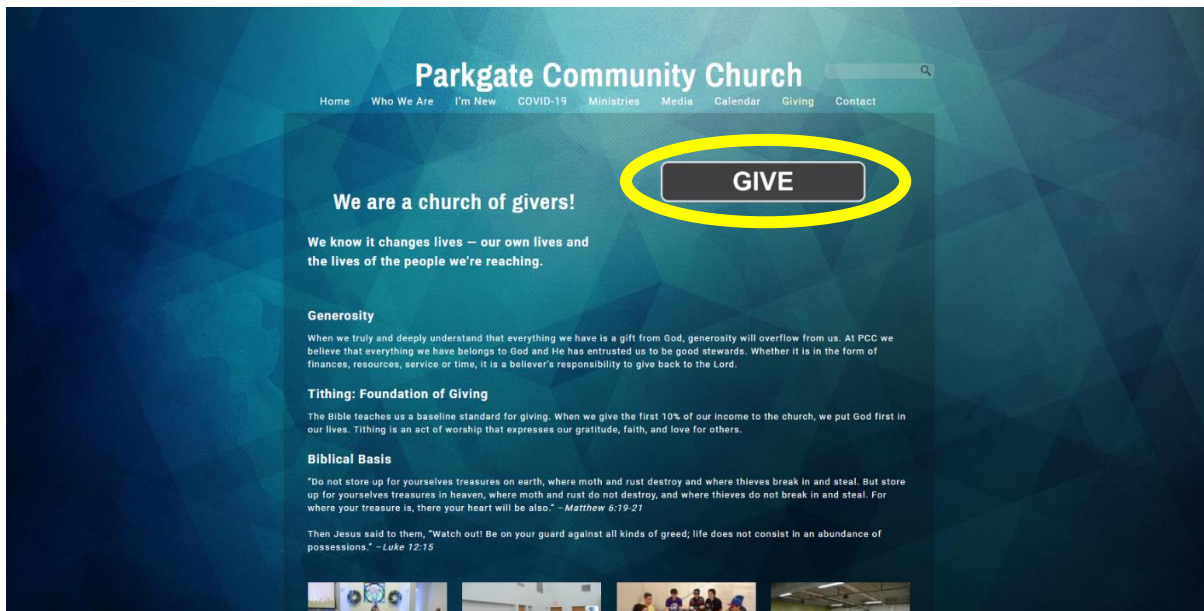 Parkgate Community Church
Home Who We Are I'm New COVID-19 Ministries Media Calendar Giving Contact
GIVE
We are a church of givers!
We know it changes lives — our own lives and
the lives of the people we're reaching.
Generosity
When we truly and deeply understand that everything we have is a gift from God, generosity will overflow from us. At PCC we
believe that everything we have belongs to God and He has entrusted us to be good stewards. Whether it is in the form of
finances, resources, service or time, it is a believer's responsibility to give back to the Lord.
Tithing: Foundation of Giving
The Bible teaches us a baseline standard for giving. When we give the first 10% of our income to the church, we put God first in
our lives. Tithing is an act of worship that expresses our gratitude, faith, and love for others.
Biblical Basis
"Do not store up for yourselves treasures on earth, where moth and rust destroy and where thieves break in and steal. But store
up for yourselves treasures in heaven, where moth and rust do not destroy, and where thieves do not break in and steal. For
where your treasure is, there your heart will be also." –Matthew 6:19-21
Then Jesus said to them, "Watch out! Be on your guard against all kinds of greed; life does not consist in an abundance of
possessions." –Luke 12:15